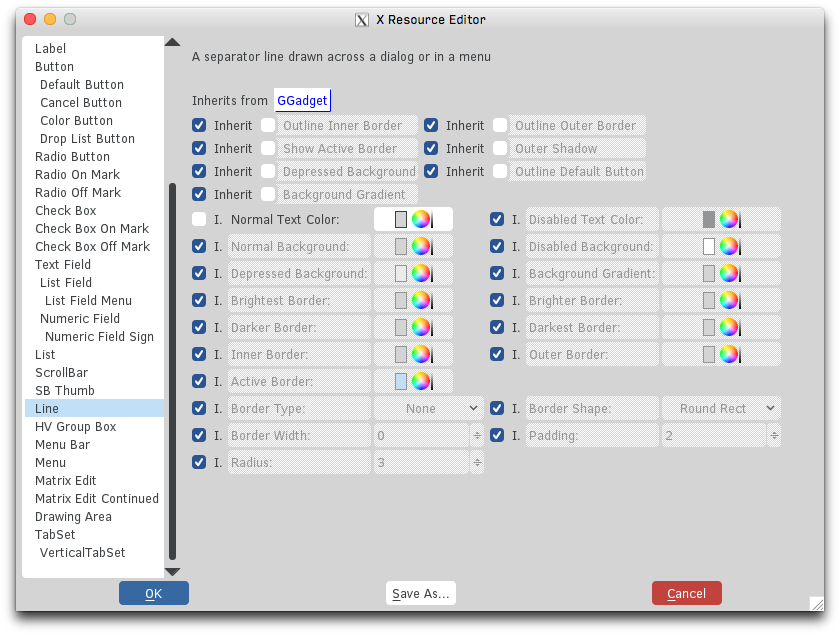 X Resource Editor
Label
Button
Default Button
Cancel Button
Color Button
Drop List Button
Radio Button
Radio On Mark
Radio Off Mark
Check Box
Check Box On Mark
Check Box Off Mark
Text Field
List Field
List Field Menu
Numeric Field
Numeric Field Sign
List
ScrollBar
SB Thumb
Line
HV Group Box
Menu Bar
Menu
Matrix Edit
Matrix Edit Continued
Drawing Area
TabSet
VerticalTabSet
A separator line drawn across a dialog or in a menu
Inherits from GGadget
Inherit Outline Inner Border Inherit Outline Outer Border
Inherit Show Active Border Inherit Outer Shadow
Inherit Depressed Background Inherit Outline Default Button
Inherit Background Gradient
I. Normal Text Color: I. Disabled Text Color:
I. Normal Background: I. Disabled Background:
I. Depressed Background: I. Background Gradient:
I. Brightest Border: I. Brighter Border:
I. Darker Border: I. Darkest Border:
I. Inner Border: I. Outer Border:
I. Active Border:
I. Border Type: None I. Border Shape: Round Rect
I. Border Width: 0 I. Padding: 2
I. Radius: 3
OK Save As... Cancel